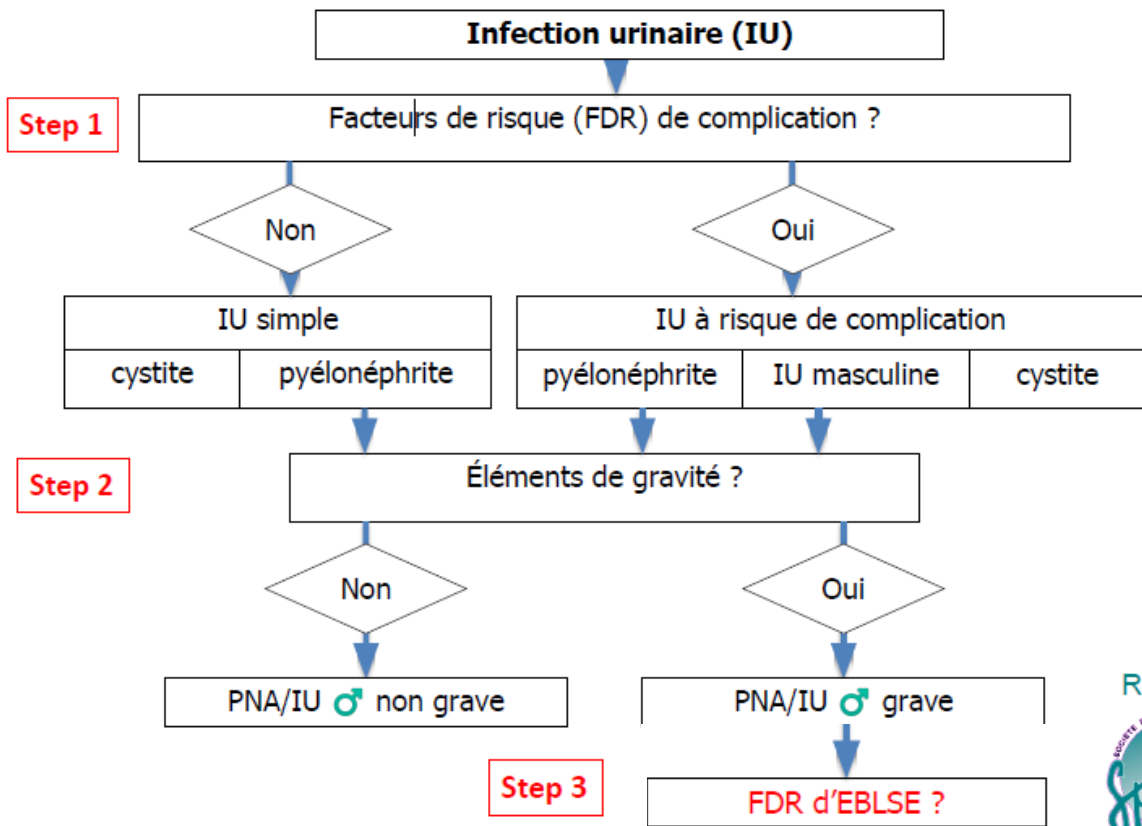 Infection urinaire (IU)
Step 1
Facteurs de risque (FDR) de complication ?
Non
Oui
IU simple
IU à risque de complication
cystite
pyélonéphrite
pyélonéphrite
IU masculine
cystite
Step 2
Éléments de gravité ?
Non
Oui
PNA/IU ♂ non grave
PNA/IU ♂ grave
R
Step 3
FDR d'EBLSE ?